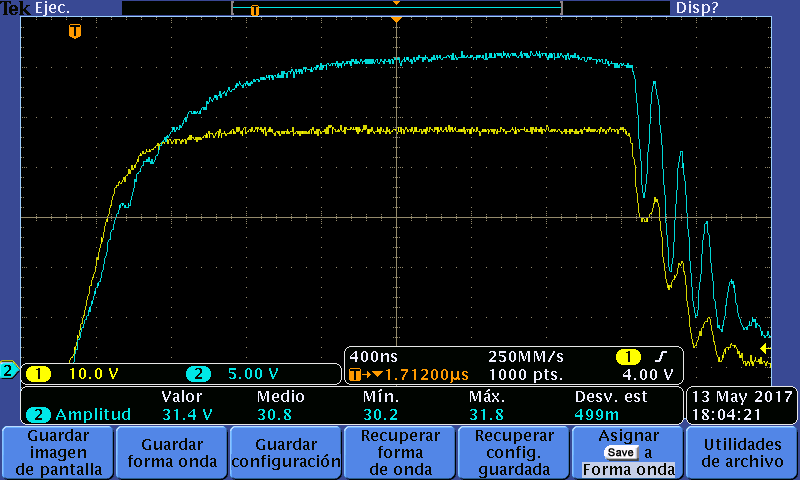 Tek Ejec. Disp?
T
T
2
1 10.0 V 2 5.00 V
400ns 250MM/s 1 4.00 V
T 1.71200µs 1000 pts.
Valor Medio Mín. Máx. Desv. est
2 Amplitud 31.4 V 30.8 30.2 31.8 499m
13 May 2017
18:04:21
Guardar
imagen
de pantalla
Guardar
forma onda
Guardar
configuración
Recuperar
forma
de onda
Recuperar
config.
guardada
Asignar
Save a
Forma onda
Utilidades
de archivo